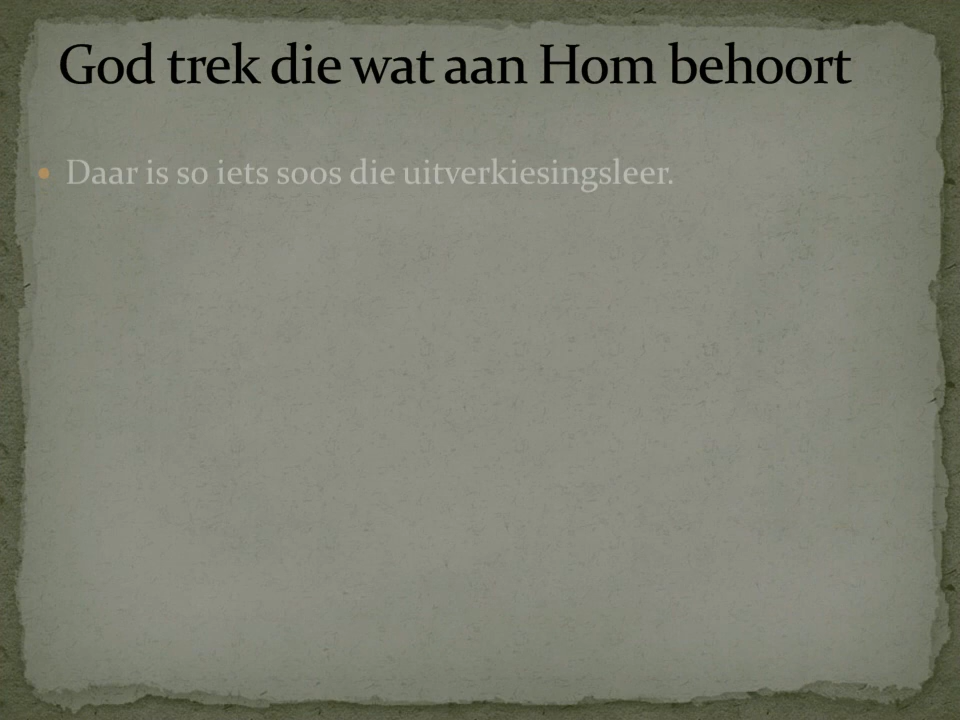 God trek die wat aan Hom behoort
• Daar is so iets soos die uitverkiesingsleer.